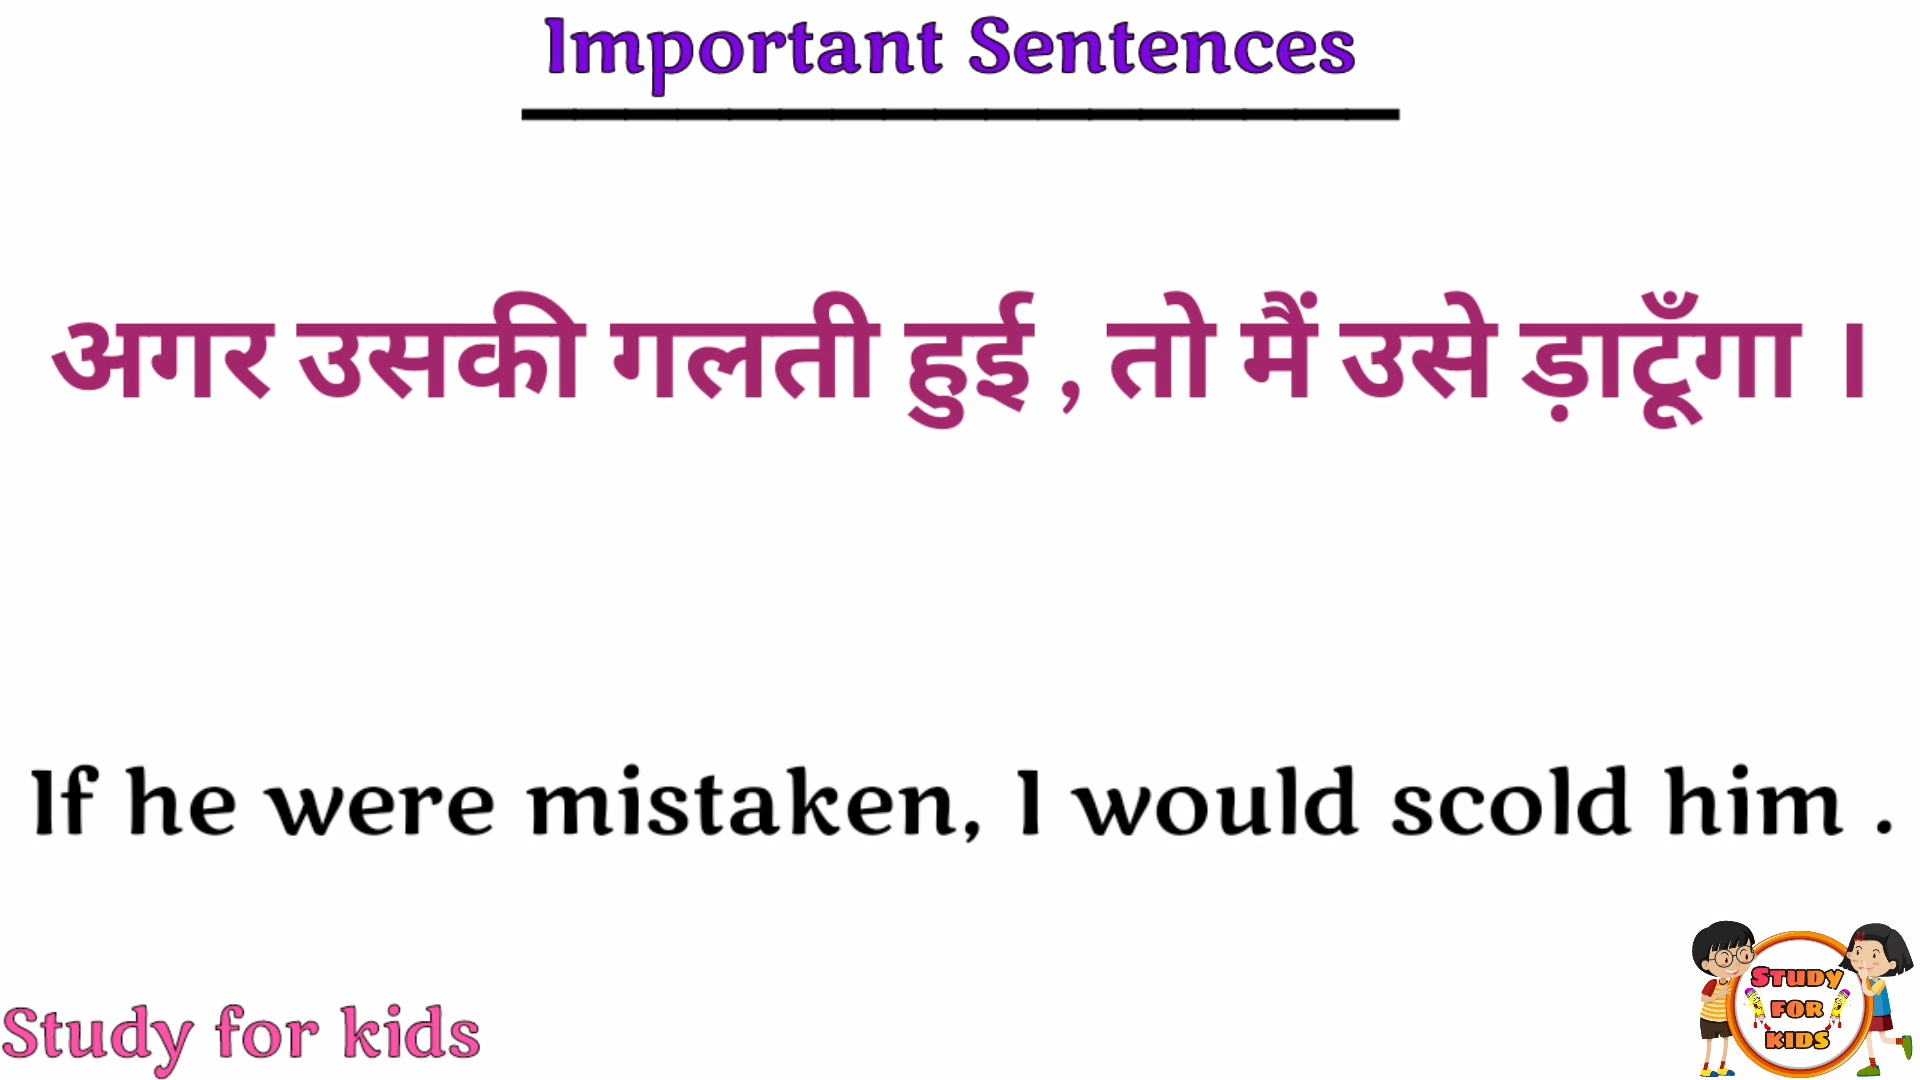 Important Sentences
अगर उसकी गलती हुई , तो मैं उसे ड़ाटूँगा ।
If he were mistaken, I would scold him .
Study for kids
Study
for
kids